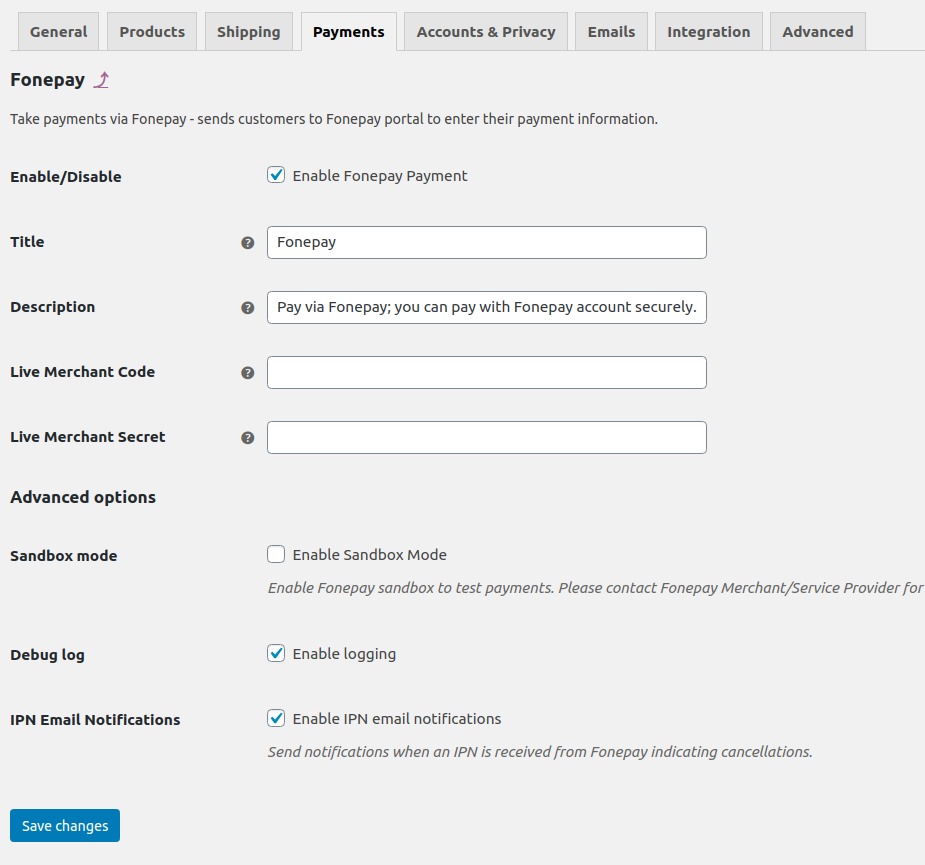 General Products Shipping Payments Accounts & Privacy Emails Integration Advanced
Fonepay
Take payments via Fonepay - sends customers to Fonepay portal to enter their payment information.
Enable/Disable Enable Fonepay Payment
Title ? Fonepay
Description ? Pay via Fonepay; you can pay with Fonepay account securely.
Live Merchant Code ?
Live Merchant Secret ?
Advanced options
Sandbox mode Enable Sandbox Mode
Enable Fonepay sandbox to test payments. Please contact Fonepay Merchant/Service Provider for
Debug log Enable logging
IPN Email Notifications Enable IPN email notifications
Send notifications when an IPN is received from Fonepay indicating cancellations.
Save changes